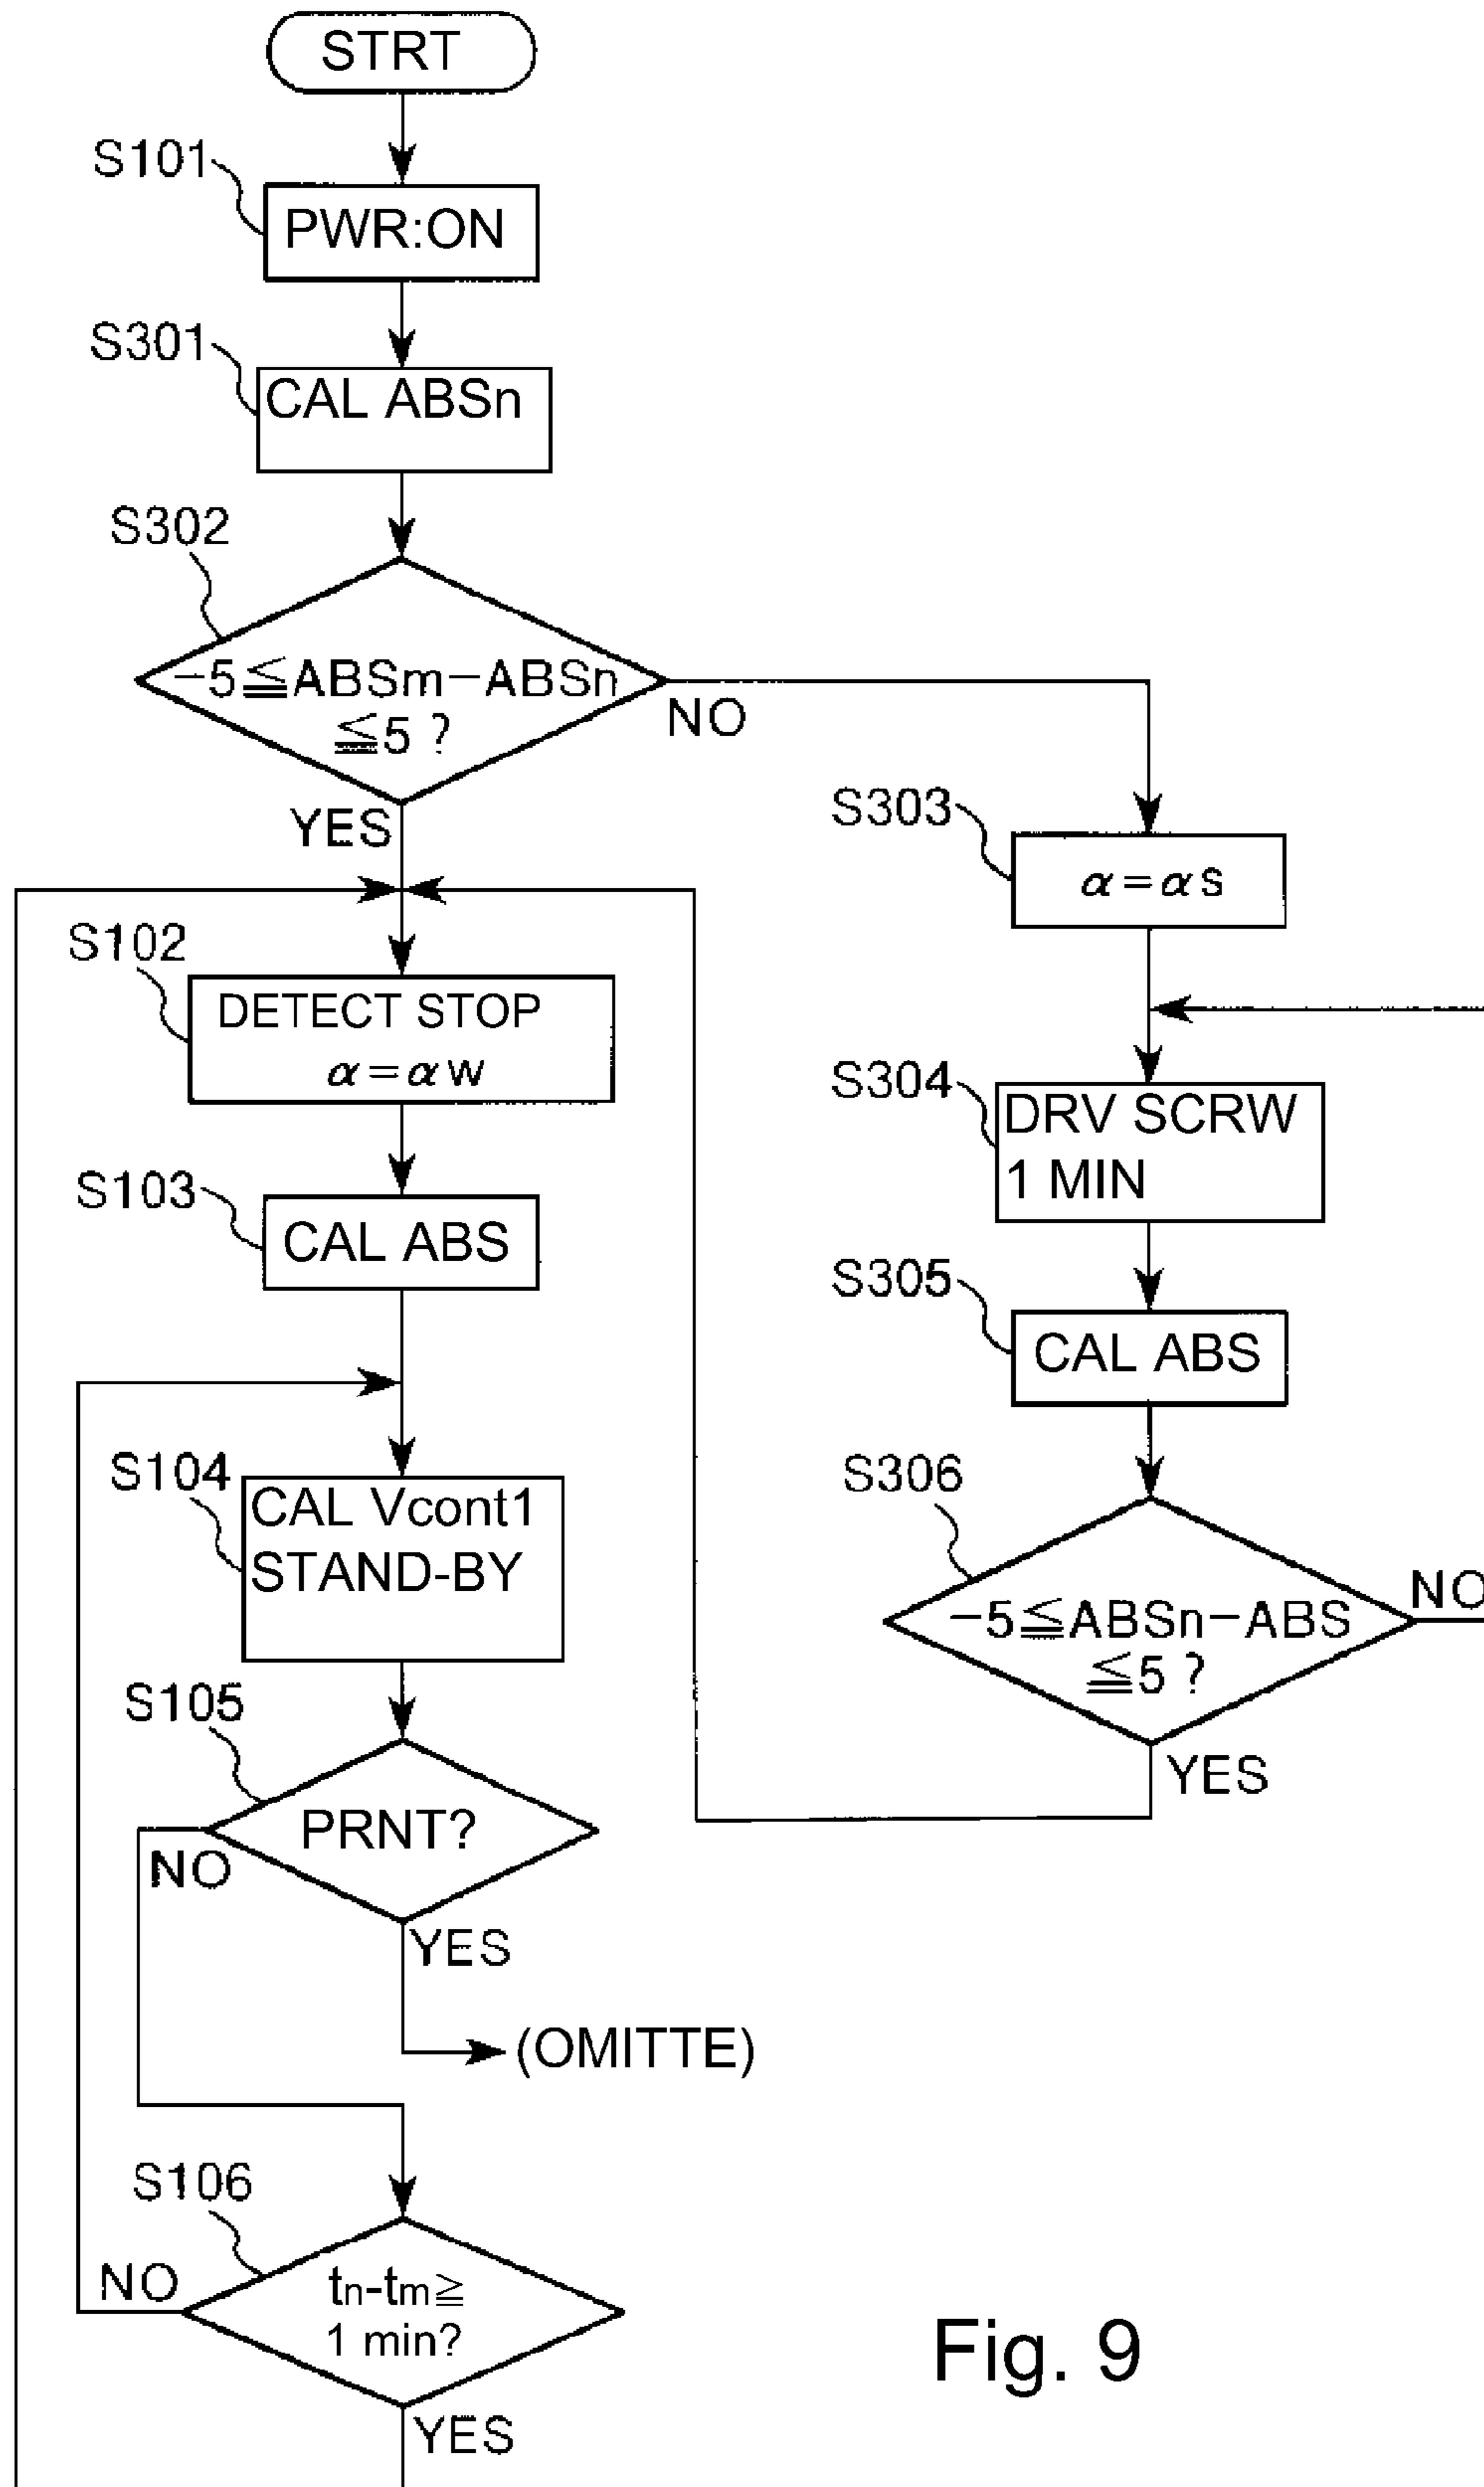 STRT
S101
PWR:ON
S301
CAL ABSn
S302
−5≦ABSm−ABSn
≦5 ?
NO
YES
S303
α=αs
S102
DETECT STOP
α=αw
S304
DRV SCRW
1 MIN
S103
CAL ABS
S305
CAL ABS
S104
CAL Vcont1
STAND-BY
S306
−5≦ABSn−ABS
≦5 ?
NO
YES
S105
PRNT?
NO
YES
(OMITTE)
S106
tn-tm≧
1 min?
NO
YES
Fig. 9